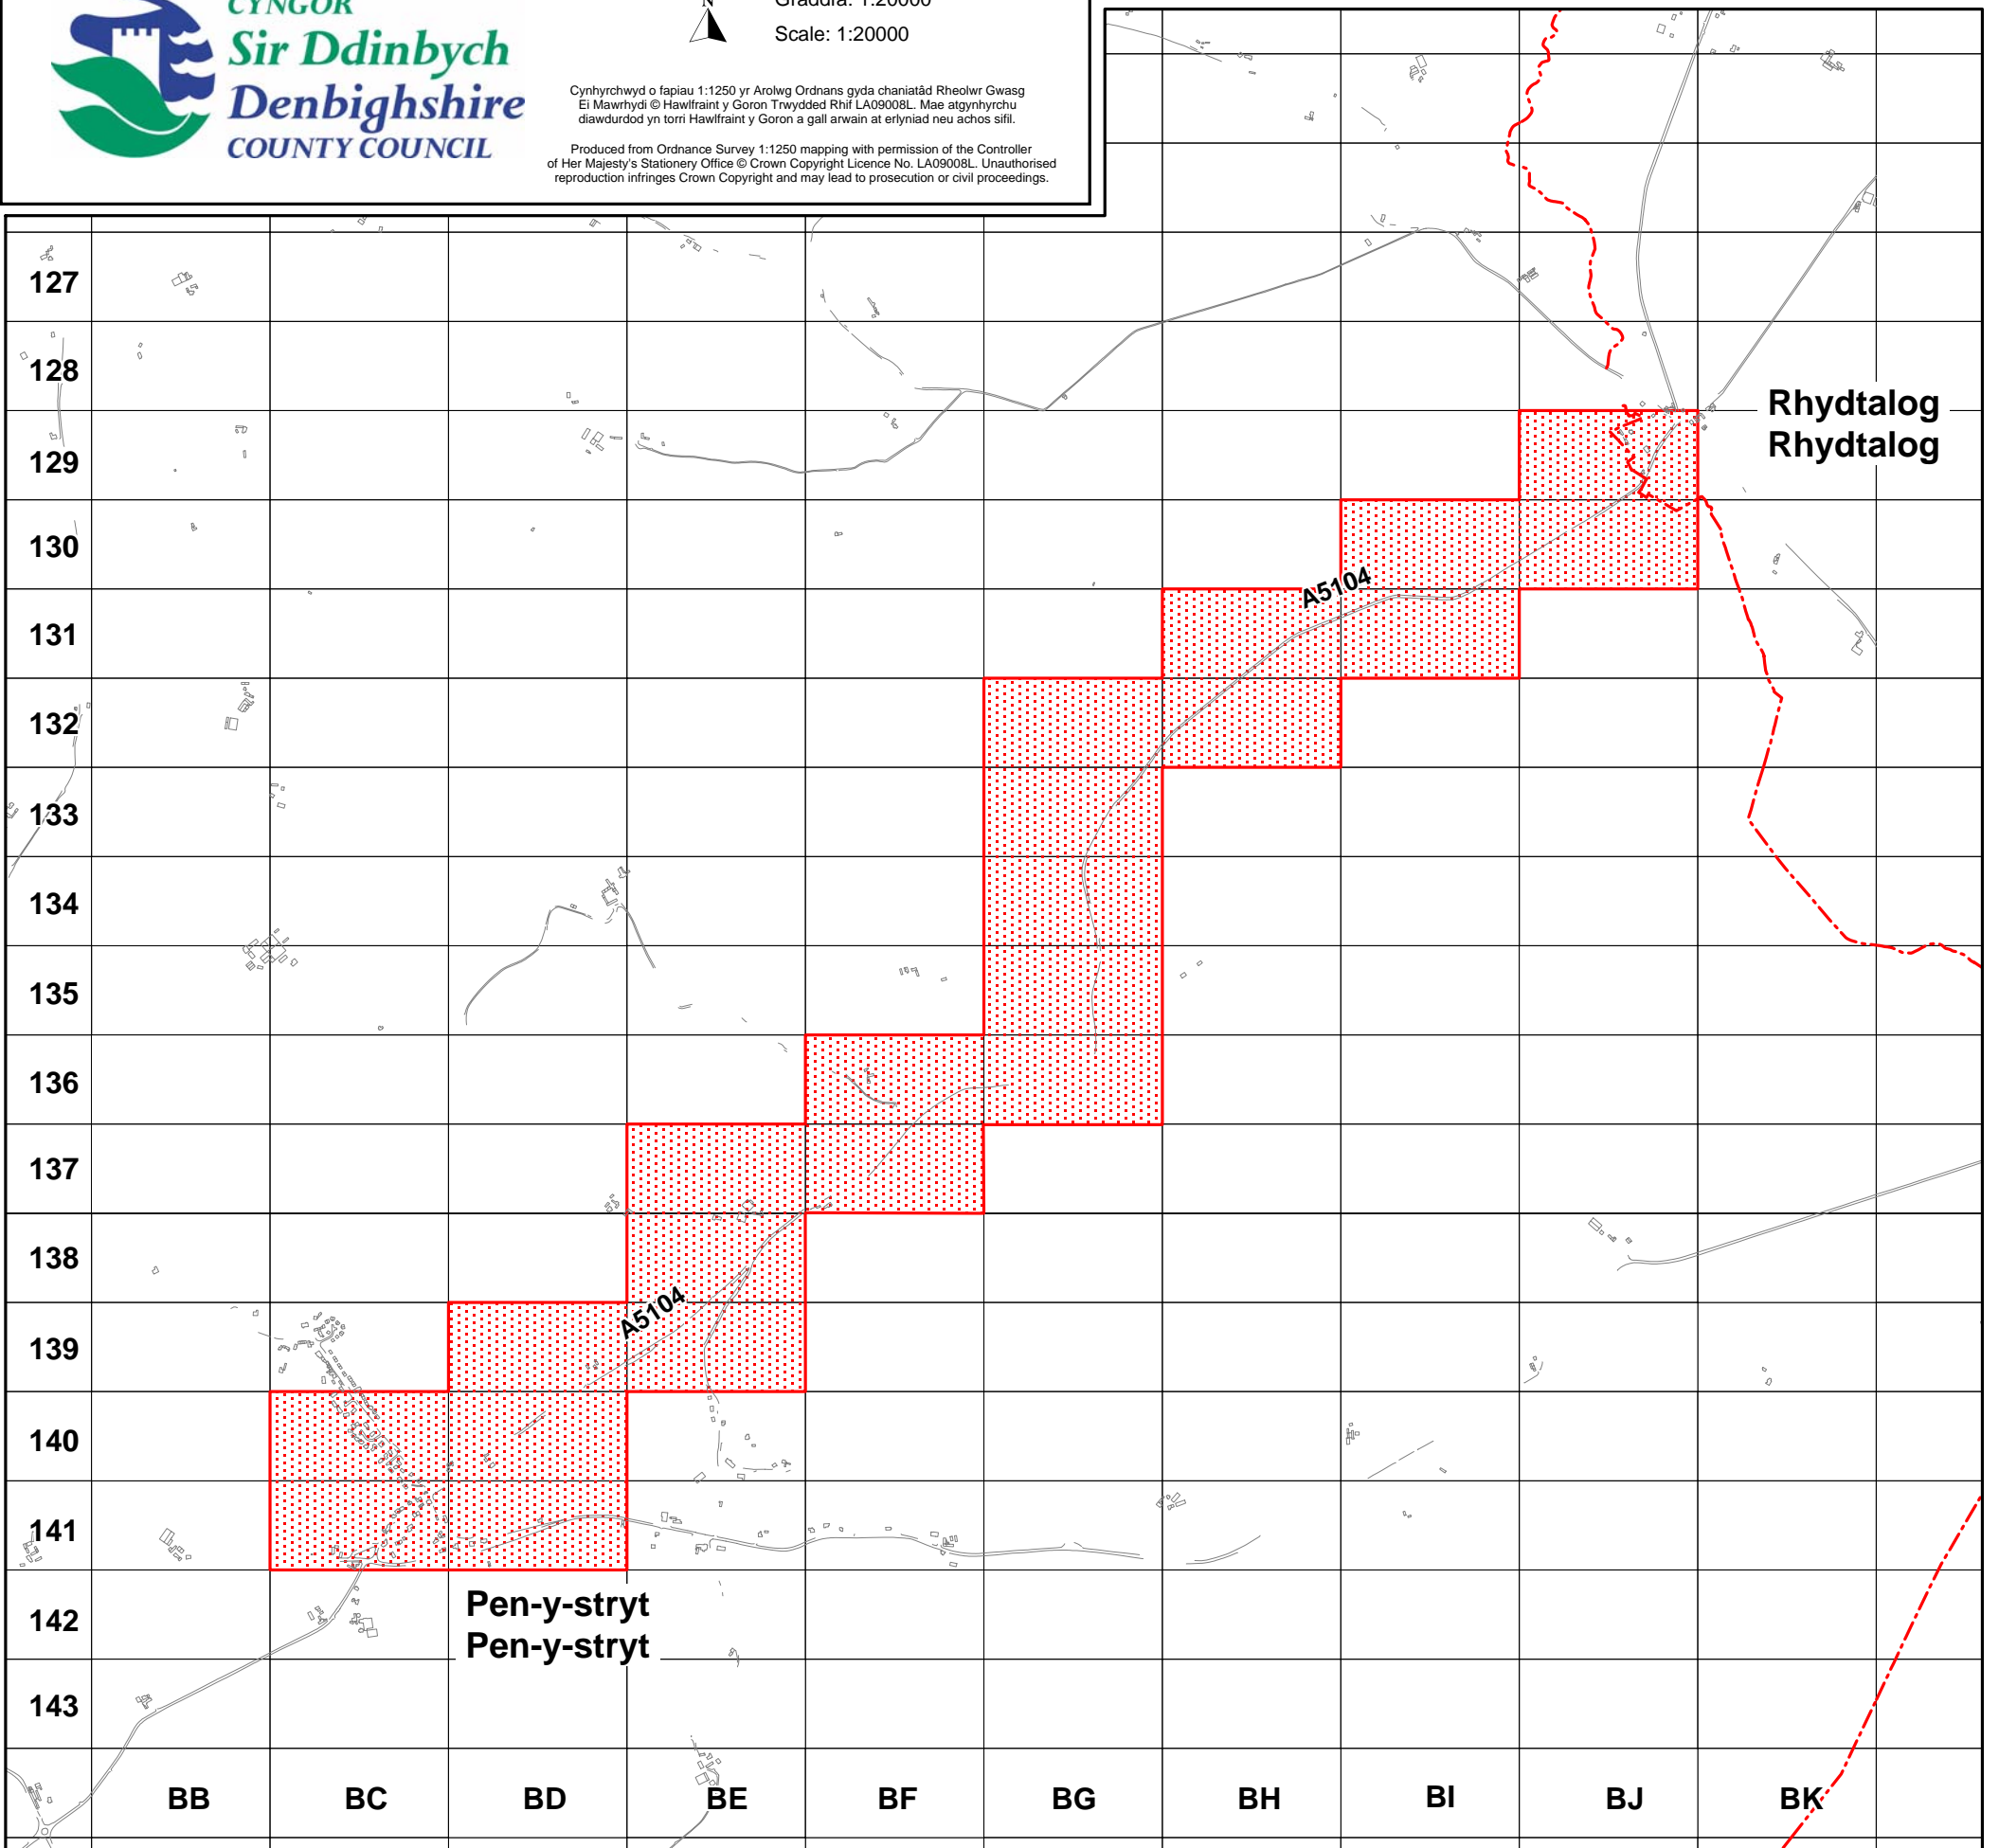 CYNGOR
Sir Ddinbych
Denbighshire
COUNTY COUNCIL
N
Graddfa: 1:20000
Scale: 1:20000
Cynhyrchwyd o fapiau 1:1250 yr Arolwg Ordnans gyda chaniatâd Rheolwr Gwasg
Ei Mawrhydi © Hawlfraint y Goron Trwydded Rhif LA09008L. Mae atgynhyrchu
diawdurdod yn torri Hawlfraint y Goron a gall arwain at erlyniad neu achos sifil.
Produced from Ordnance Survey 1:1250 mapping with permission of the Controller
of Her Majesty's Stationery Office © Crown Copyright Licence No. LA09008L. Unauthorised
reproduction infringes Crown Copyright and may lead to prosecution or civil proceedings.
127
128
Rhydtalog
Rhydtalog
129
130
A5104
131
132
133
134
135
136
137
138
A5104
139
140
141
Pen-y-stryt
Pen-y-stryt
142
143
BB BC BD BE BF BG BH BI BJ BK